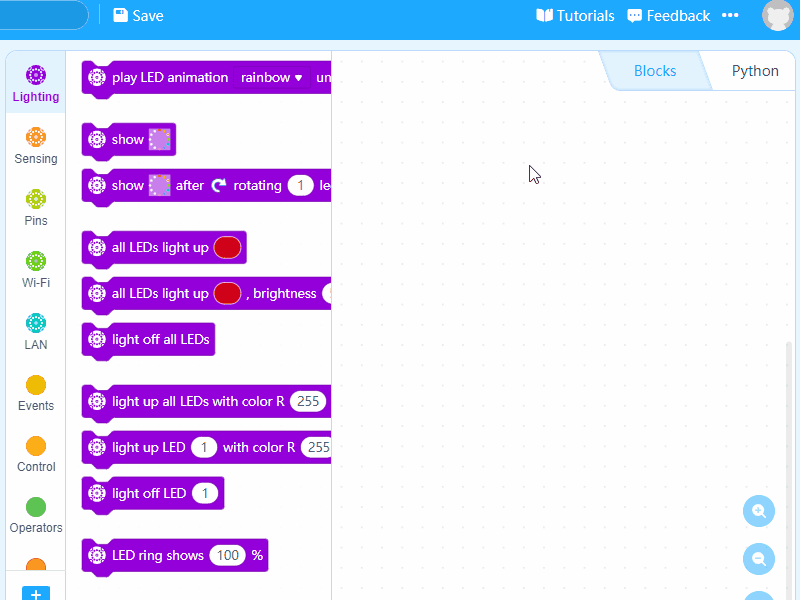 Save
Tutorials
Feedback
Blocks
Python
Lighting
Sensing
Pins
Wi-Fi
LAN
Events
Control
Operators
play LED animation rainbow un
show
show after rotating 1 le
all LEDs light up
all LEDs light up , brightness
light off all LEDs
light up all LEDs with color R 255
light up LED 1 with color R 255
light off LED 1
LED ring shows 100 %